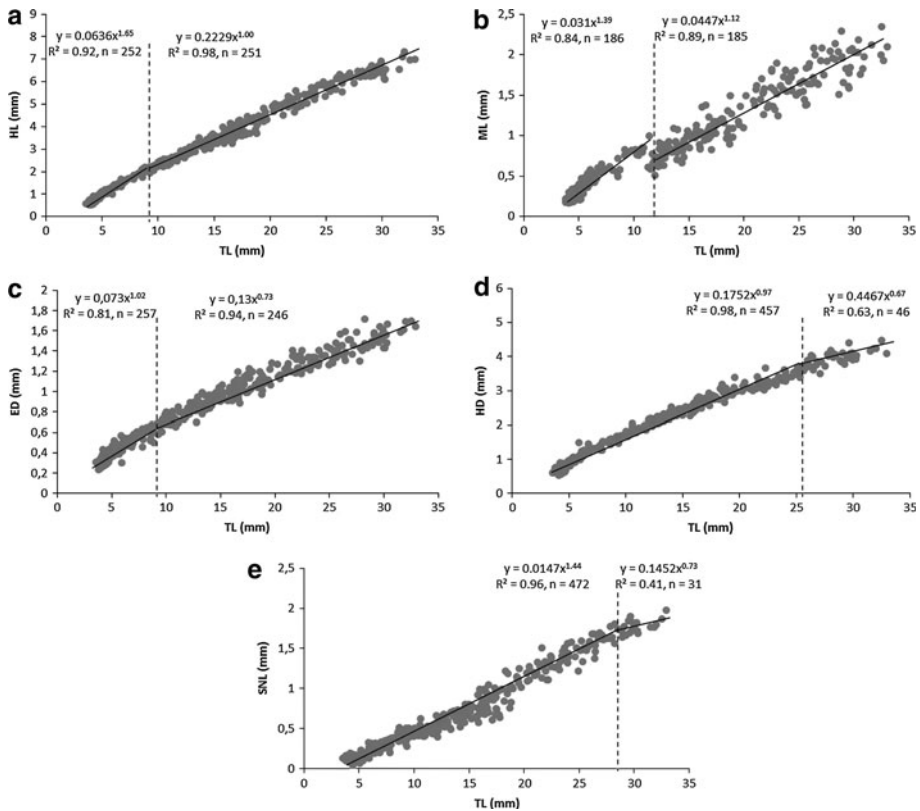 a
y = 0.0636x^1.65 y = 0.2229x^1.00
R² = 0.92, n = 252 R² = 0.98, n = 251
9
8
7
6
5
4
3
2
1
0
HL (mm)
0 5 10 15 20 25 30 35
TL (mm)
b
y = 0.031x^1.39 y = 0.0447x^1.12
R² = 0.84, n = 186 R² = 0.89, n = 185
2,5
2
1,5
1
0,5
0
ML (mm)
0 5 10 15 20 25 30 35
TL (mm)
c
y = 0,073x^1.02 y = 0,13x^0.73
R² = 0.81, n = 257 R² = 0.94, n = 246
2
1,8
1,6
1,4
1,2
1
0,8
0,6
0,4
0,2
0
ED (mm)
0 5 10 15 20 25 30 35
TL (mm)
d
y = 0.1752x^0.97 y = 0.4467x^0.67
R² = 0.98, n = 457 R² = 0.63, n = 46
6
5
4
3
2
1
0
HD (mm)
0 5 10 15 20 25 30 35
TL (mm)
e
y = 0.0147x^1.44 y = 0.1452x^0.73
R² = 0.96, n = 472 R² = 0.41, n = 31
2,5
2
1,5
1
0,5
0
SNL (mm)
0 5 10 15 20 25 30 35
TL (mm)